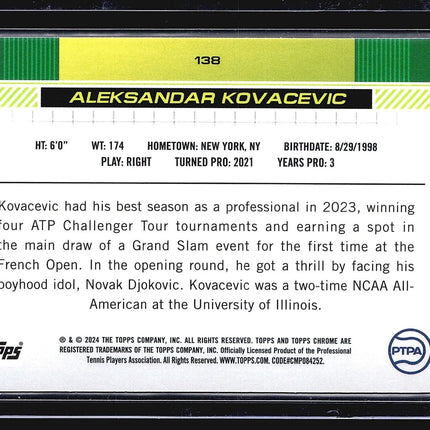 138
ALEKSANDAR KOVACEVIC
HT: 6'0" WT: 174 HOMETOWN: NEW YORK, NY BIRTHDATE: 8/29/1998
PLAY: RIGHT TURNED PRO: 2021 YEARS PRO: 3
Kovacevic had his best season as a professional in 2023, winning
four ATP Challenger Tour tournaments and earning a spot in
the main draw of a Grand Slam event for the first time at the
French Open. In the opening round, he got a thrill by facing his
boyhood idol, Novak Djokovic. Kovacevic was a two-time NCAA All-
American at the University of Illinois.
® & © 2024 THE TOPPS COMPANY, INC. ALL RIGHTS RESERVED. TOPPS AND TOPPS CHROME ARE
REGISTERED TRADEMARKS OF THE TOPPS COMPANY, INC. Officially Licensed Product of the Professional
Tennis Players Association. All Rights Reserved. WWW.TOPPS.COM. CODE#CMP084252.
TOPPS
PTPA